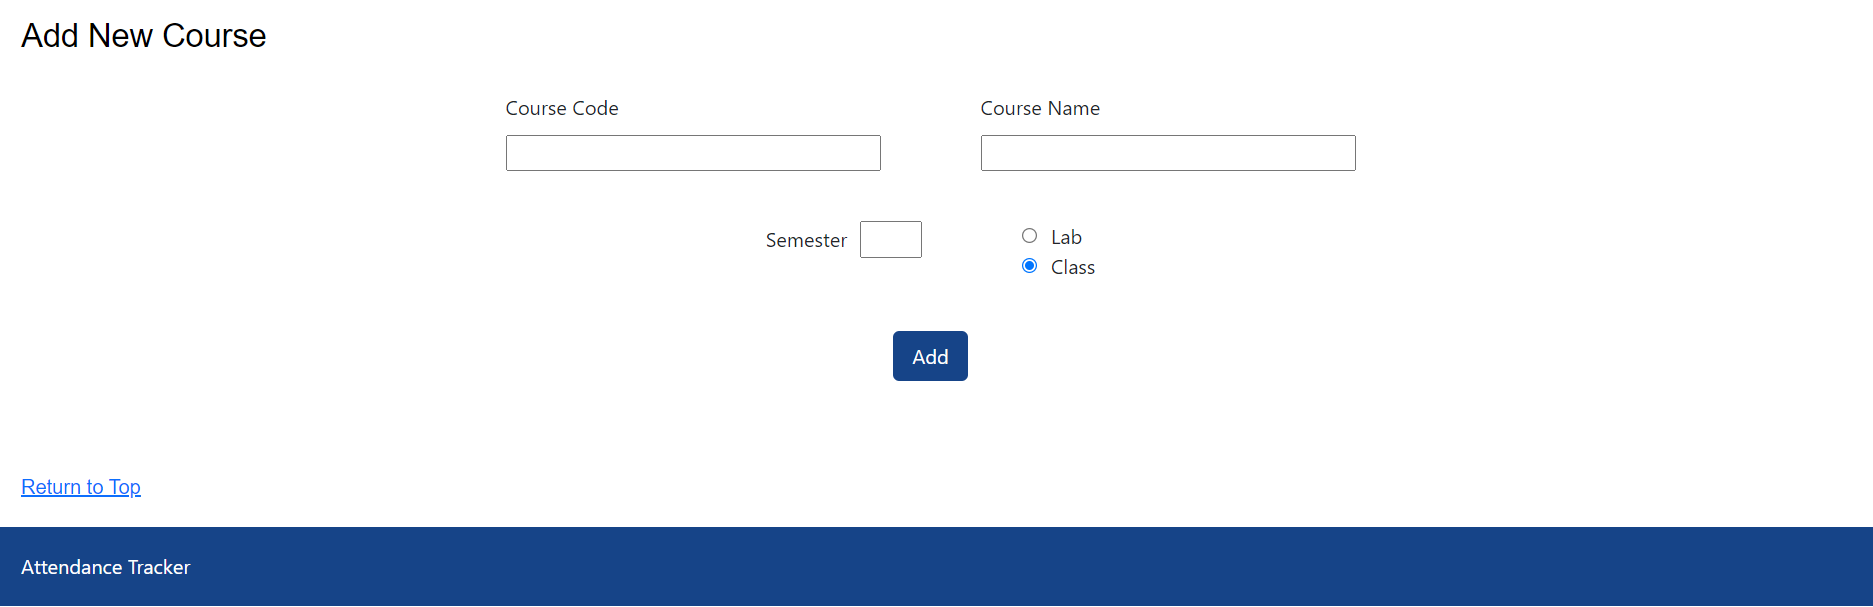 Add New Course
Course Code
Course Name
Semester
Lab
Class
Add
Return to Top
Attendance Tracker